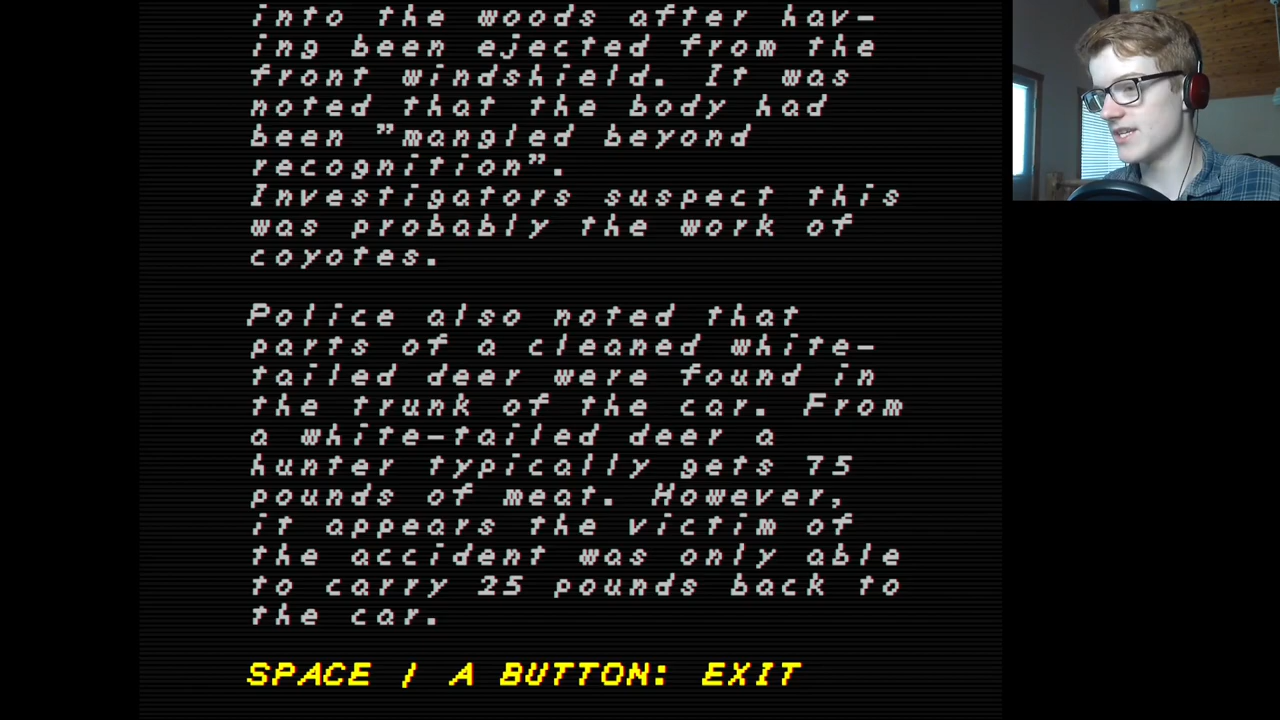 into the woods after hav-
ing been ejected from the
front windshield. It was
noted that the body had
been "mangled beyond
recognition".
Investigators suspect this
was probably the work of
coyotes.
Police also noted that
parts of a cleaned white-
tailed deer were found in
the trunk of the car. From
a white-tailed deer a
hunter typically gets 75
pounds of meat. However,
it appears the victim of
the accident was only able
to carry 25 pounds back to
the car.
SPACE / A BUTTON: EXIT